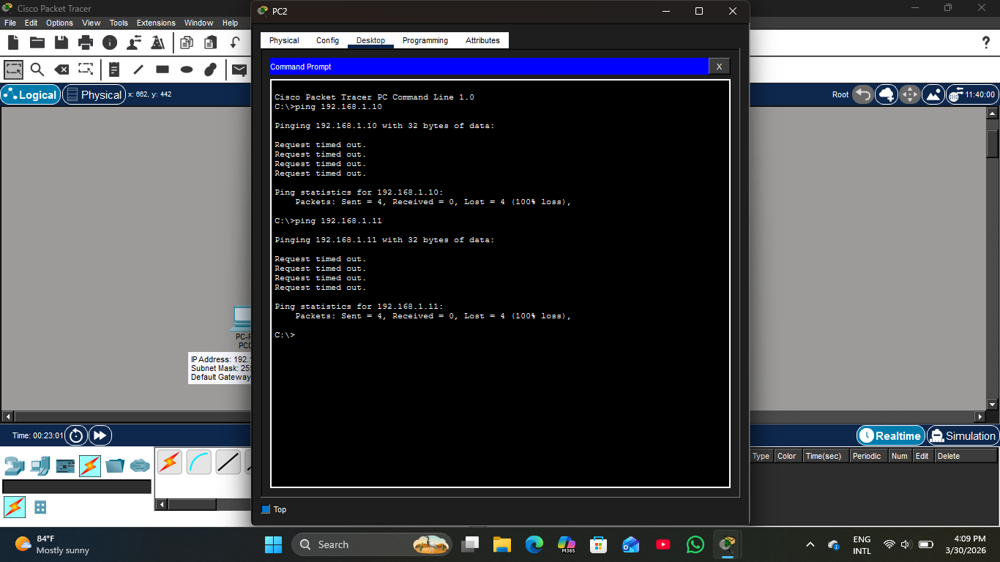 Cisco Packet Tracer
File Edit Options View Tools Extensions Window Help
?
Logical Physical x: 662, y: 442
Root 11:40:00
PC2
Physical Config Desktop Programming Attributes
Command Prompt X
Cisco Packet Tracer PC Command Line 1.0
C:\>ping 192.168.1.10
Pinging 192.168.1.10 with 32 bytes of data:
Request timed out.
Request timed out.
Request timed out.
Request timed out.
Ping statistics for 192.168.1.10:
Packets: Sent = 4, Received = 0, Lost = 4 (100% loss),
C:\>ping 192.168.1.11
Pinging 192.168.1.11 with 32 bytes of data:
Request timed out.
Request timed out.
Request timed out.
Request timed out.
Ping statistics for 192.168.1.11:
Packets: Sent = 4, Received = 0, Lost = 4 (100% loss),
C:\>
Top
IP Address: 192.
Subnet Mask:
Default Gateway
Time: 00:23:01
Realtime Simulation
Type Color Time(sec) Periodic Num Edit Delete
84°F
Mostly sunny
Search
M365
ENG
INTL
4:09 PM
3/30/2026